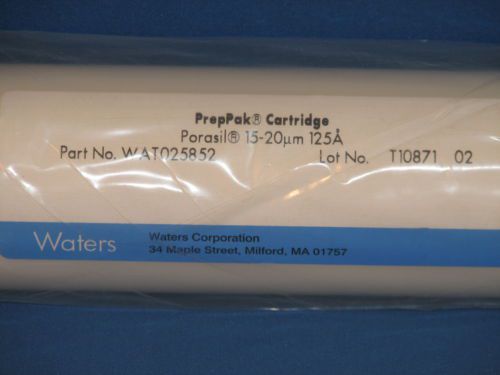 PrepPak® Cartridge
Porasil® 15-20µm 125Å
Part No. WAT025852 Lot No. T10871 02
Waters
Waters Corporation
34 Maple Street, Milford, MA 01757